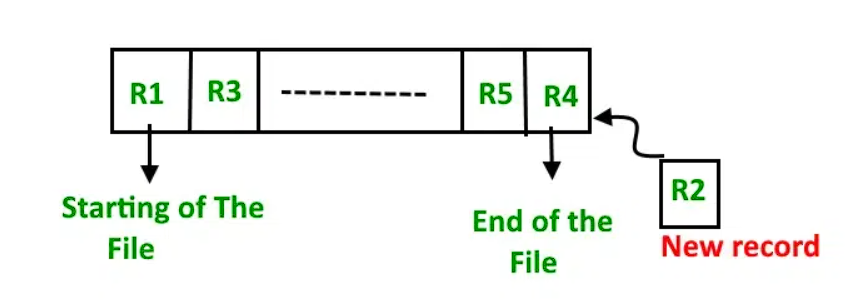 R1 R3 ---------- R5 R4
R2
Starting of The
File
End of the
File
New record